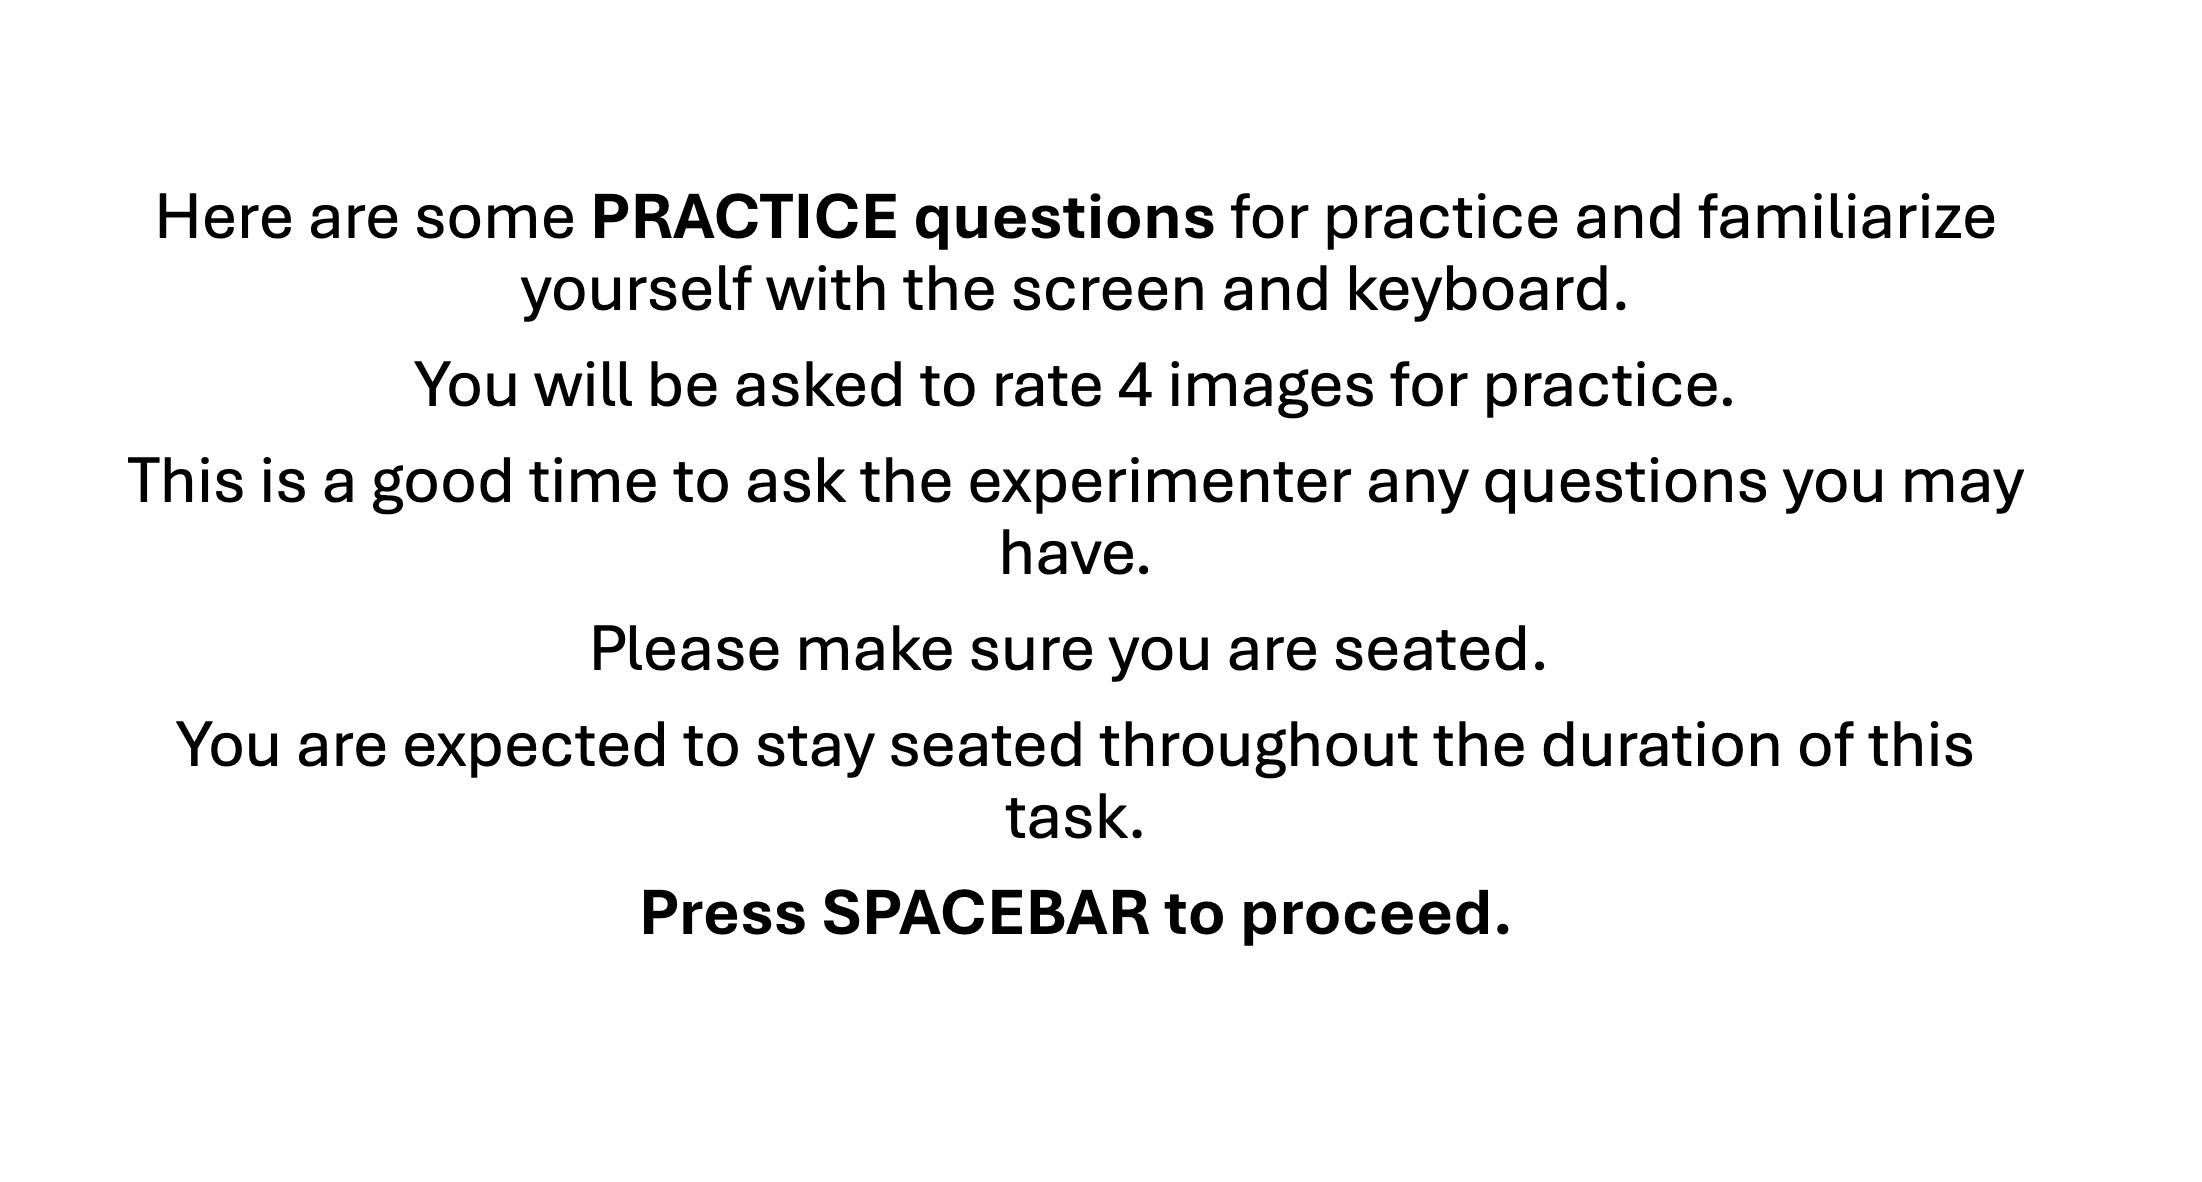 Here are some PRACTICE questions for practice and familiarize
yourself with the screen and keyboard.
You will be asked to rate 4 images for practice.
This is a good time to ask the experimenter any questions you may
have.
Please make sure you are seated.
You are expected to stay seated throughout the duration of this
task.
Press SPACEBAR to proceed.